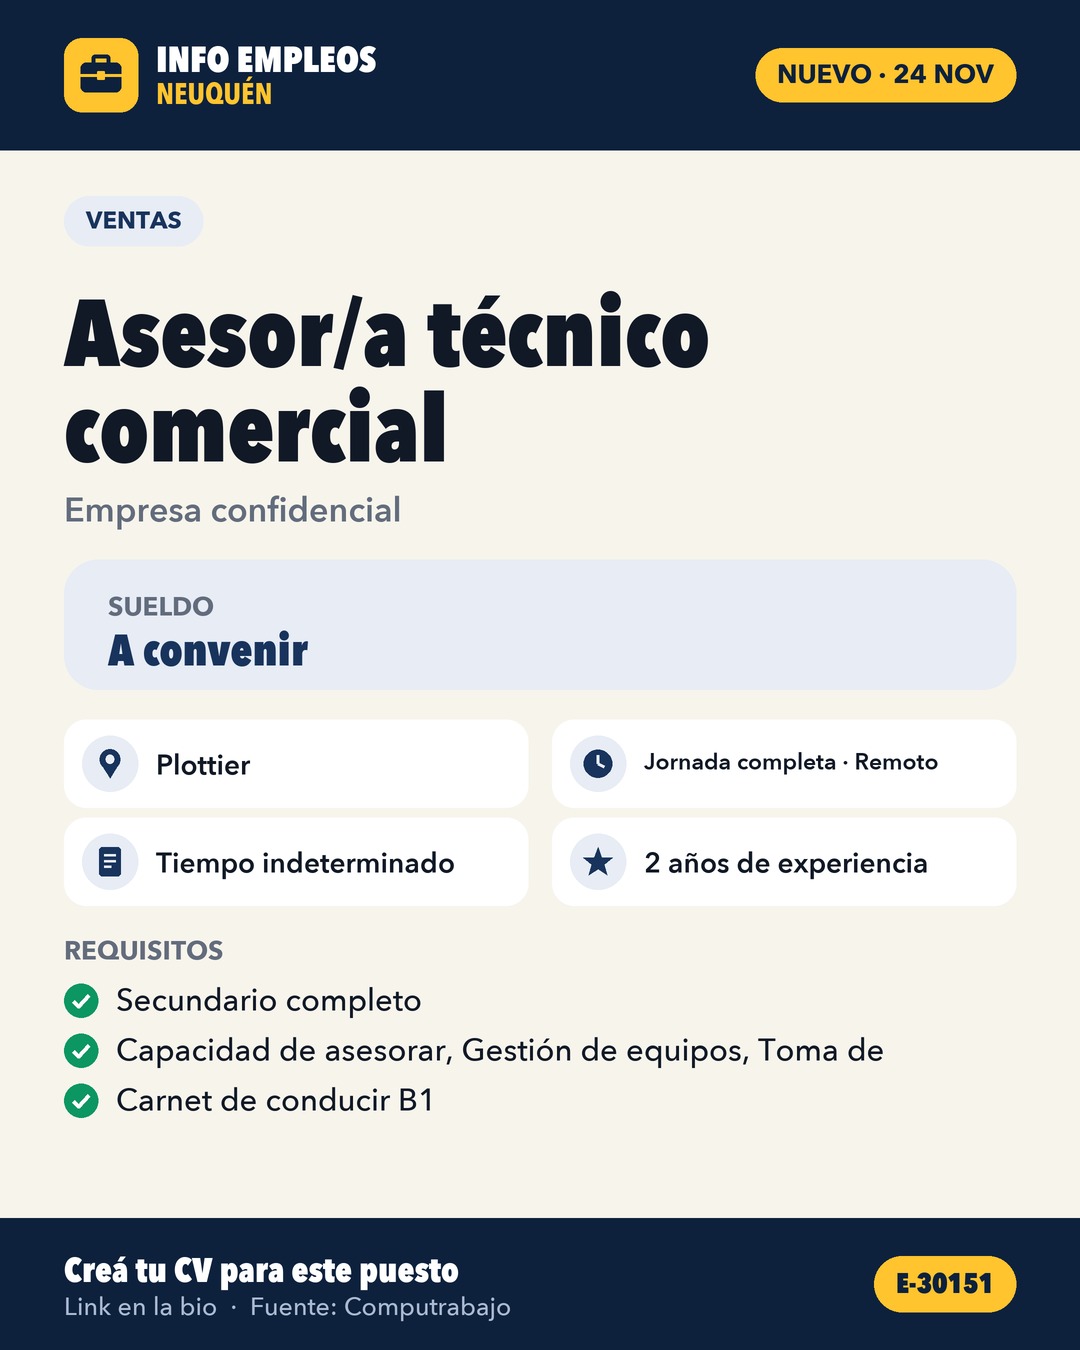 INFO EMPLEOS
NEUQUÉN
NUEVO · 24 NOV
VENTAS
Asesor/a técnico
comercial
Empresa confidencial
SUELDO
A convenir
Plottier
Jornada completa · Remoto
Tiempo indeterminado
2 años de experiencia
REQUISITOS
Secundario completo
Capacidad de asesorar, Gestión de equipos, Toma de
Carnet de conducir B1
Creá tu CV para este puesto
Link en la bio · Fuente: Computrabajo
E-30151